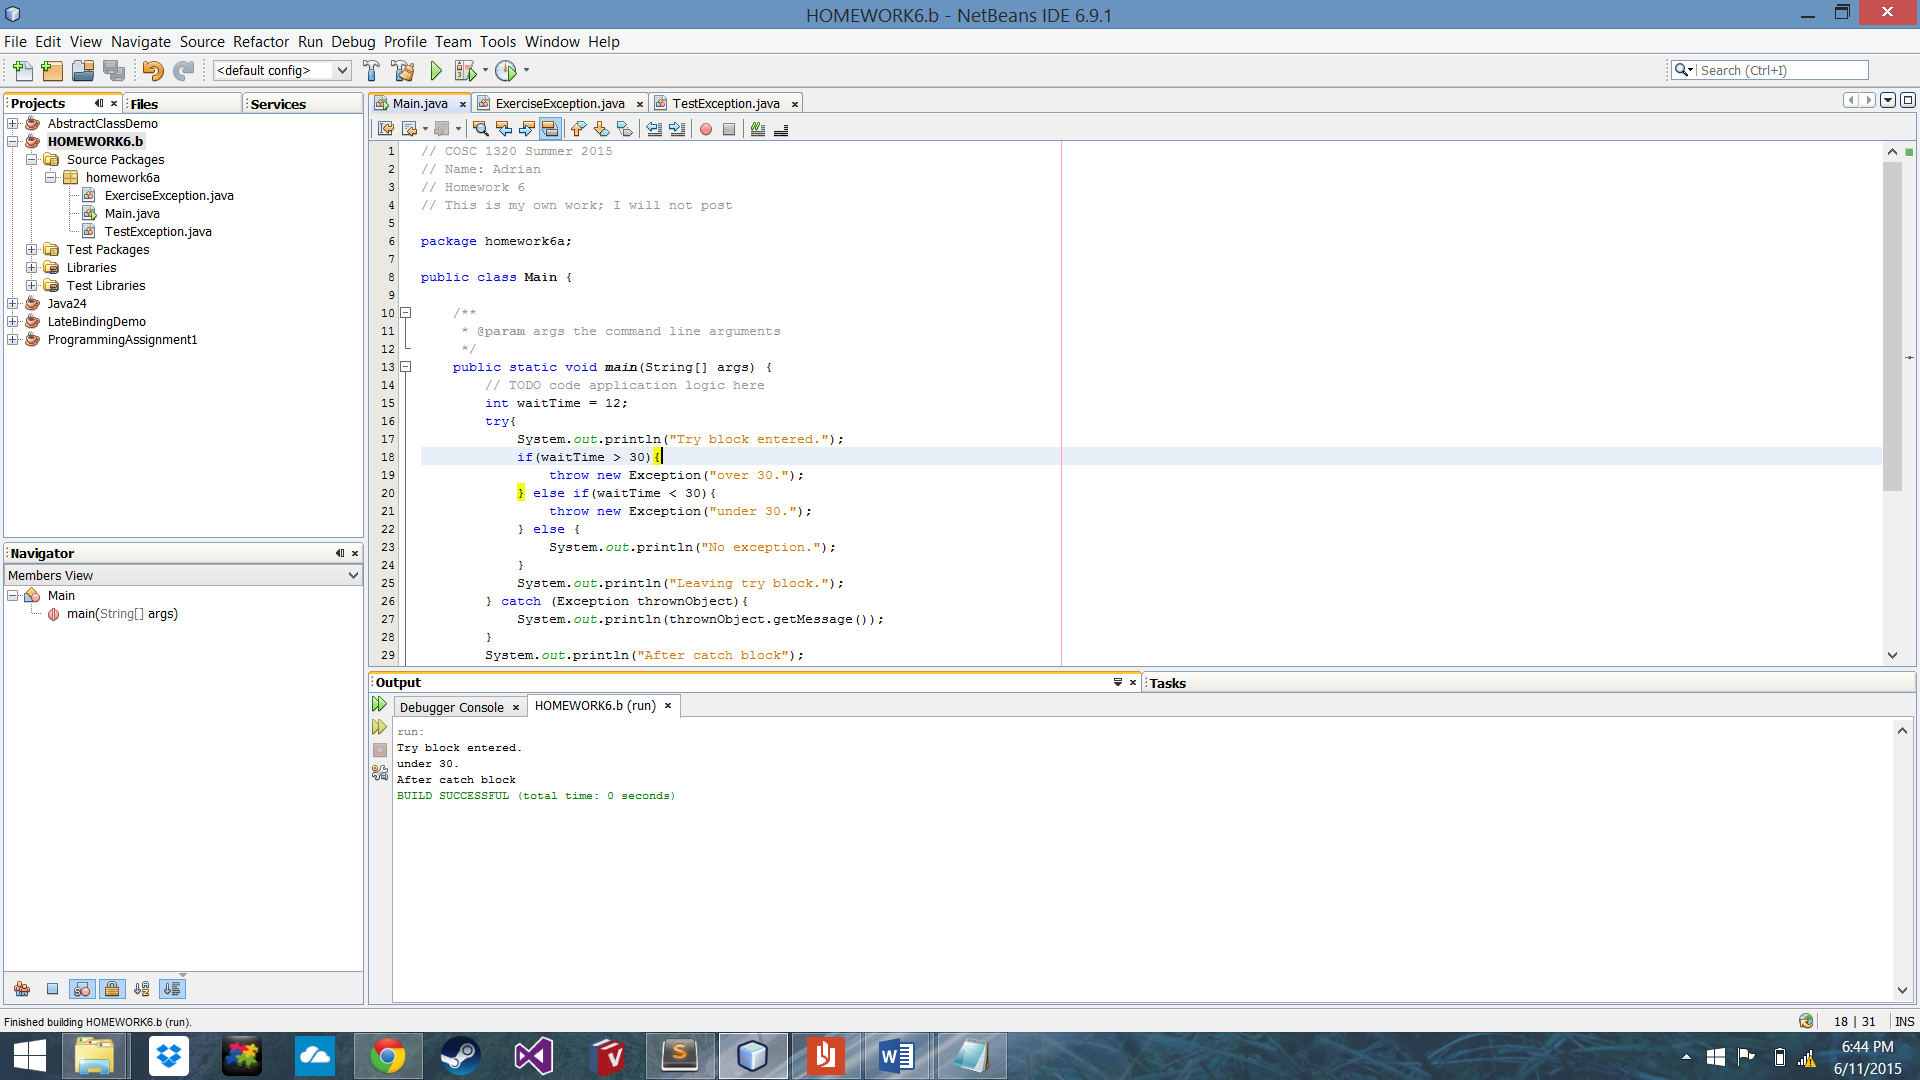 HOMEWORK6.b - NetBeans IDE 6.9.1
File Edit View Navigate Source Refactor Run Debug Profile Team Tools Window Help
<default config>
Search (Ctrl+I)
Projects
Files
Services
AbstractClassDemo
HOMEWORK6.b
Source Packages
homework6a
ExerciseException.java
Main.java
TestException.java
Test Packages
Libraries
Test Libraries
Java24
LateBindingDemo
ProgrammingAssignment1
Navigator
Members View
Main
main(String[] args)
Main.java
ExerciseException.java
TestException.java
1 // COSC 1320 Summer 2015
2 // Name: Adrian
3 // Homework 6
4 // This is my own work; I will not post
5
6 package homework6a;
7
8 public class Main {
9
10 /**
11 * @param args the command line arguments
12 */
13 public static void main(String[] args) {
14 // TODO code application logic here
15 int waitTime = 12;
16 try{
17 System.out.println("Try block entered.");
18 if(waitTime > 30){
19 throw new Exception("over 30.");
20 } else if(waitTime < 30){
21 throw new Exception("under 30.");
22 } else {
23 System.out.println("No exception.");
24 }
25 System.out.println("Leaving try block.");
26 } catch (Exception thrownObject){
27 System.out.println(thrownObject.getMessage());
28 }
29 System.out.println("After catch block");
Output
Tasks
Debugger Console
HOMEWORK6.b (run)
run:
Try block entered.
under 30.
After catch block
BUILD SUCCESSFUL (total time: 0 seconds)
Finished building HOMEWORK6.b (run).
18 | 31 INS
6:44 PM
6/11/2015